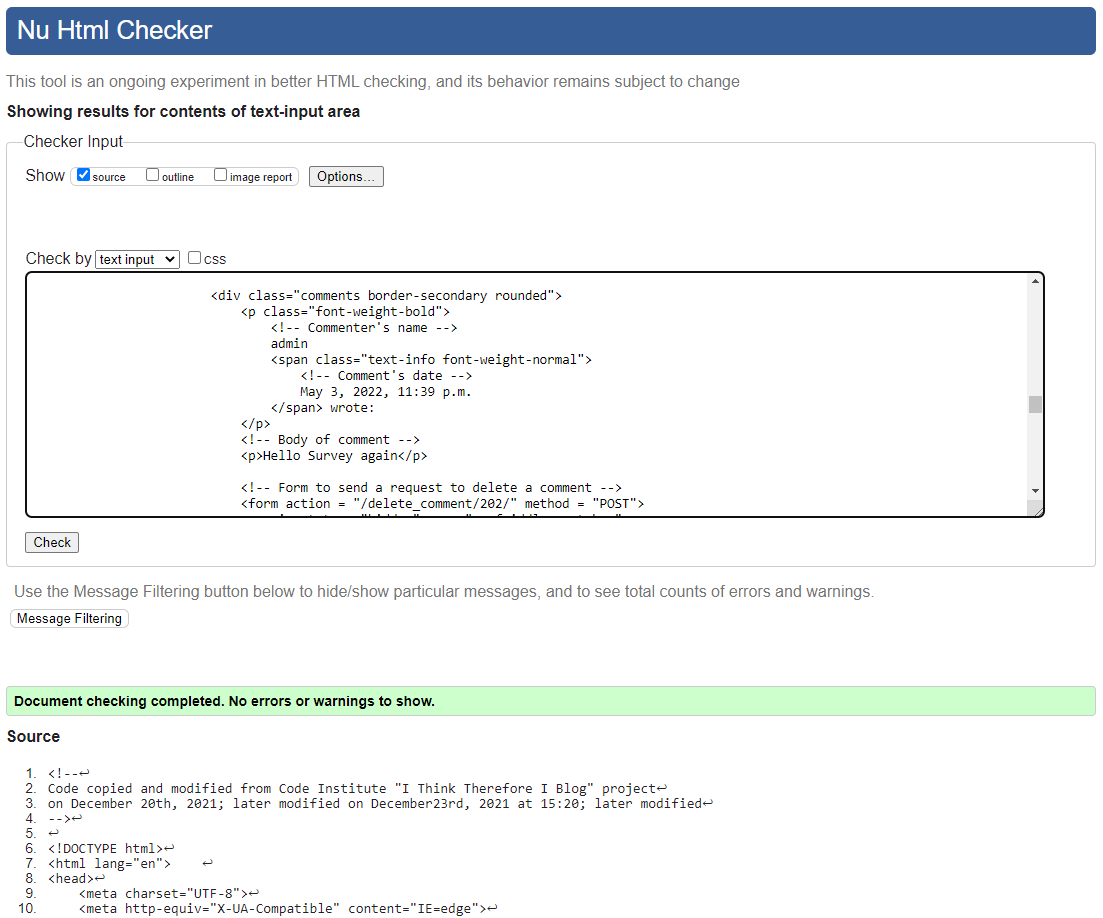 Nu Html Checker
This tool is an ongoing experiment in better HTML checking, and its behavior remains subject to change
Showing results for contents of text-input area
Checker Input
Show source outline image report Options...
Check by text input css
<div class="comments border-secondary rounded">
<p class="font-weight-bold">
<!-- Commenter's name -->
admin
<span class="text-info font-weight-normal">
<!-- Comment's date -->
May 3, 2022, 11:39 p.m.
</span> wrote:
</p>
<!-- Body of comment -->
<p>Hello Survey again</p>
<!-- Form to send a request to delete a comment -->
<form action = "/delete_comment/202/" method = "POST">
Check
Use the Message Filtering button below to hide/show particular messages, and to see total counts of errors and warnings.
Message Filtering
Document checking completed. No errors or warnings to show.
Source
1. <!--↩
2. Code copied and modified from Code Institute "I Think Therefore I Blog" project↩
3. on December 20th, 2021; later modified on December23rd, 2021 at 15:20; later modified↩
4. -->↩
5. ↩
6. <!DOCTYPE html>↩
7. <html lang="en">    ↩
8. <head>↩
9. <meta charset="UTF-8">↩
10. <meta http-equiv="X-UA-Compatible" content="IE=edge">↩